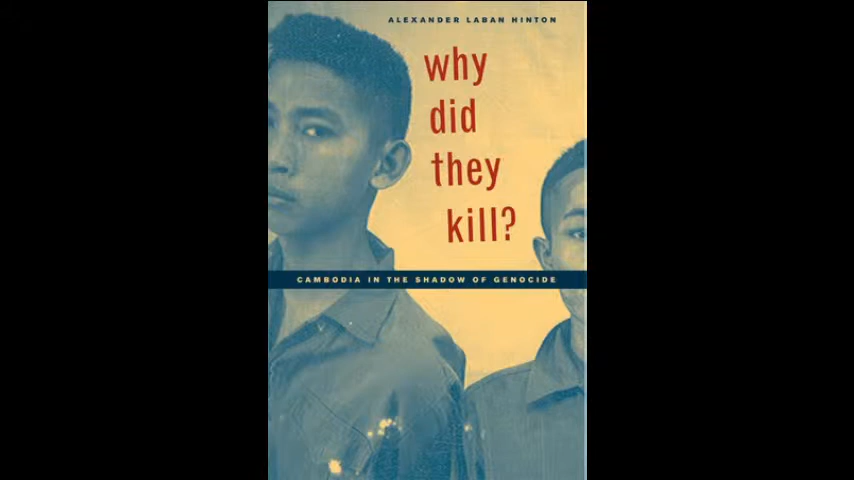 ALEXANDER LABAN HINTON
why
did
they
kill?
CAMBODIA IN THE SHADOW OF GENOCIDE